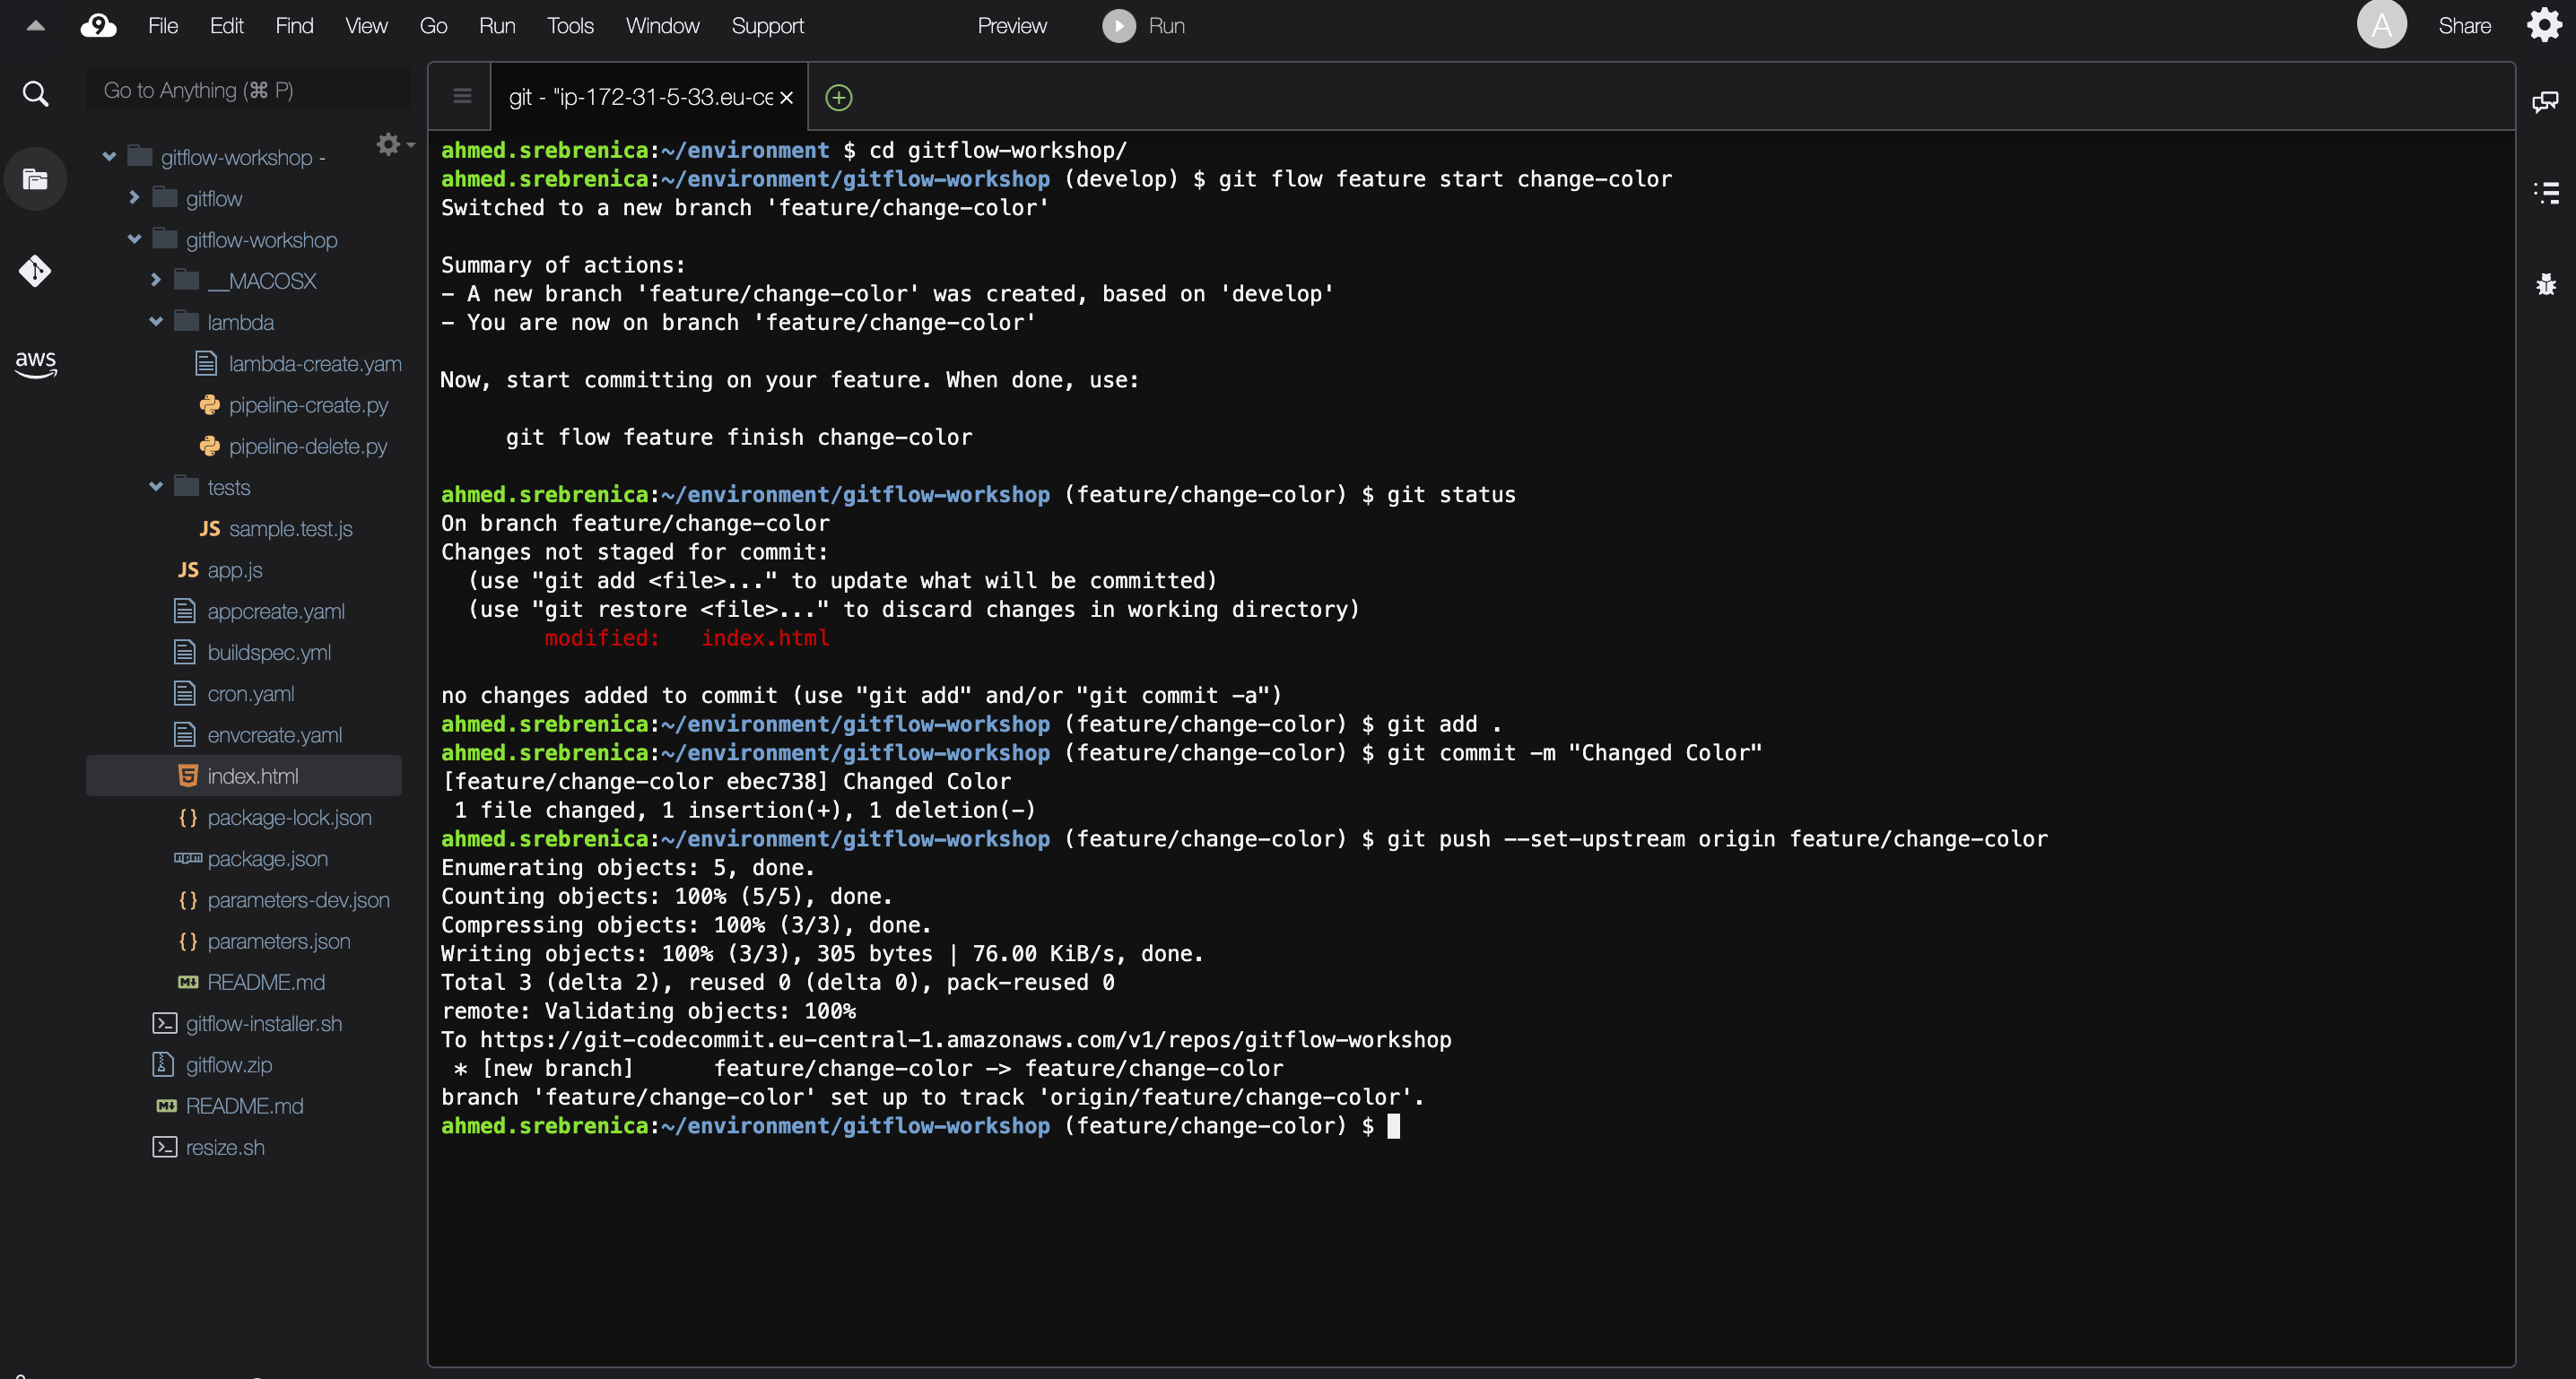 File Edit Find View Go Run Tools Window Support Preview Run A Share
Go to Anything (⌘ P)
git - "ip-172-31-5-33.eu-ce
aws
gitflow-workshop -
gitflow
gitflow-workshop
__MACOSX
lambda
lambda-create.yam
pipeline-create.py
pipeline-delete.py
tests
JS sample.test.js
JS app.js
appcreate.yaml
buildspec.yml
cron.yaml
envcreate.yaml
index.html
{} package-lock.json
npm package.json
{} parameters-dev.json
{} parameters.json
README.md
gitflow-installer.sh
gitflow.zip
README.md
resize.sh
ahmed.srebrenica:~/environment $ cd gitflow-workshop/
ahmed.srebrenica:~/environment/gitflow-workshop (develop) $ git flow feature start change-color
Switched to a new branch 'feature/change-color'
Summary of actions:
- A new branch 'feature/change-color' was created, based on 'develop'
- You are now on branch 'feature/change-color'
Now, start committing on your feature. When done, use:
git flow feature finish change-color
ahmed.srebrenica:~/environment/gitflow-workshop (feature/change-color) $ git status
On branch feature/change-color
Changes not staged for commit:
(use "git add <file>..." to update what will be committed)
(use "git restore <file>..." to discard changes in working directory)
modified: index.html
no changes added to commit (use "git add" and/or "git commit -a")
ahmed.srebrenica:~/environment/gitflow-workshop (feature/change-color) $ git add .
ahmed.srebrenica:~/environment/gitflow-workshop (feature/change-color) $ git commit -m "Changed Color"
[feature/change-color ebec738] Changed Color
1 file changed, 1 insertion(+), 1 deletion(-)
ahmed.srebrenica:~/environment/gitflow-workshop (feature/change-color) $ git push --set-upstream origin feature/change-color
Enumerating objects: 5, done.
Counting objects: 100% (5/5), done.
Compressing objects: 100% (3/3), done.
Writing objects: 100% (3/3), 305 bytes | 76.00 KiB/s, done.
Total 3 (delta 2), reused 0 (delta 0), pack-reused 0
remote: Validating objects: 100%
To https://git-codecommit.eu-central-1.amazonaws.com/v1/repos/gitflow-workshop
* [new branch] feature/change-color -> feature/change-color
branch 'feature/change-color' set up to track 'origin/feature/change-color'.
ahmed.srebrenica:~/environment/gitflow-workshop (feature/change-color) $